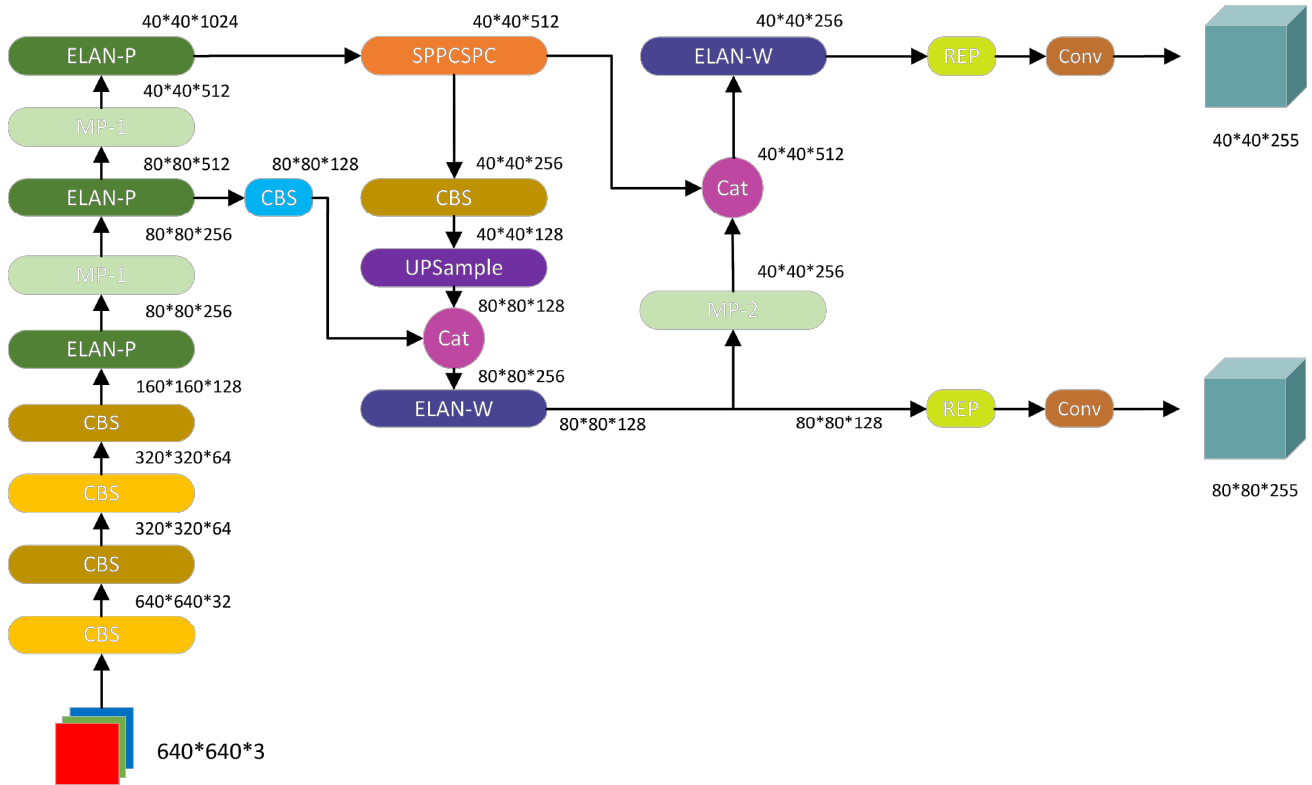 40*40*1024
40*40*512
40*40*256
ELAN-P
SPPCSPC
ELAN-W
REP
Conv
40*40*512
MP-1
40*40*255
80*80*512
80*80*128
40*40*256
40*40*512
ELAN-P
CBS
CBS
Cat
80*80*256
40*40*128
MP-1
UPSample
40*40*256
80*80*256
80*80*128
MP-2
ELAN-P
Cat
160*160*128
80*80*256
CBS
ELAN-W
REP
Conv
80*80*128
80*80*128
320*320*64
CBS
80*80*255
320*320*64
CBS
640*640*32
CBS
640*640*3